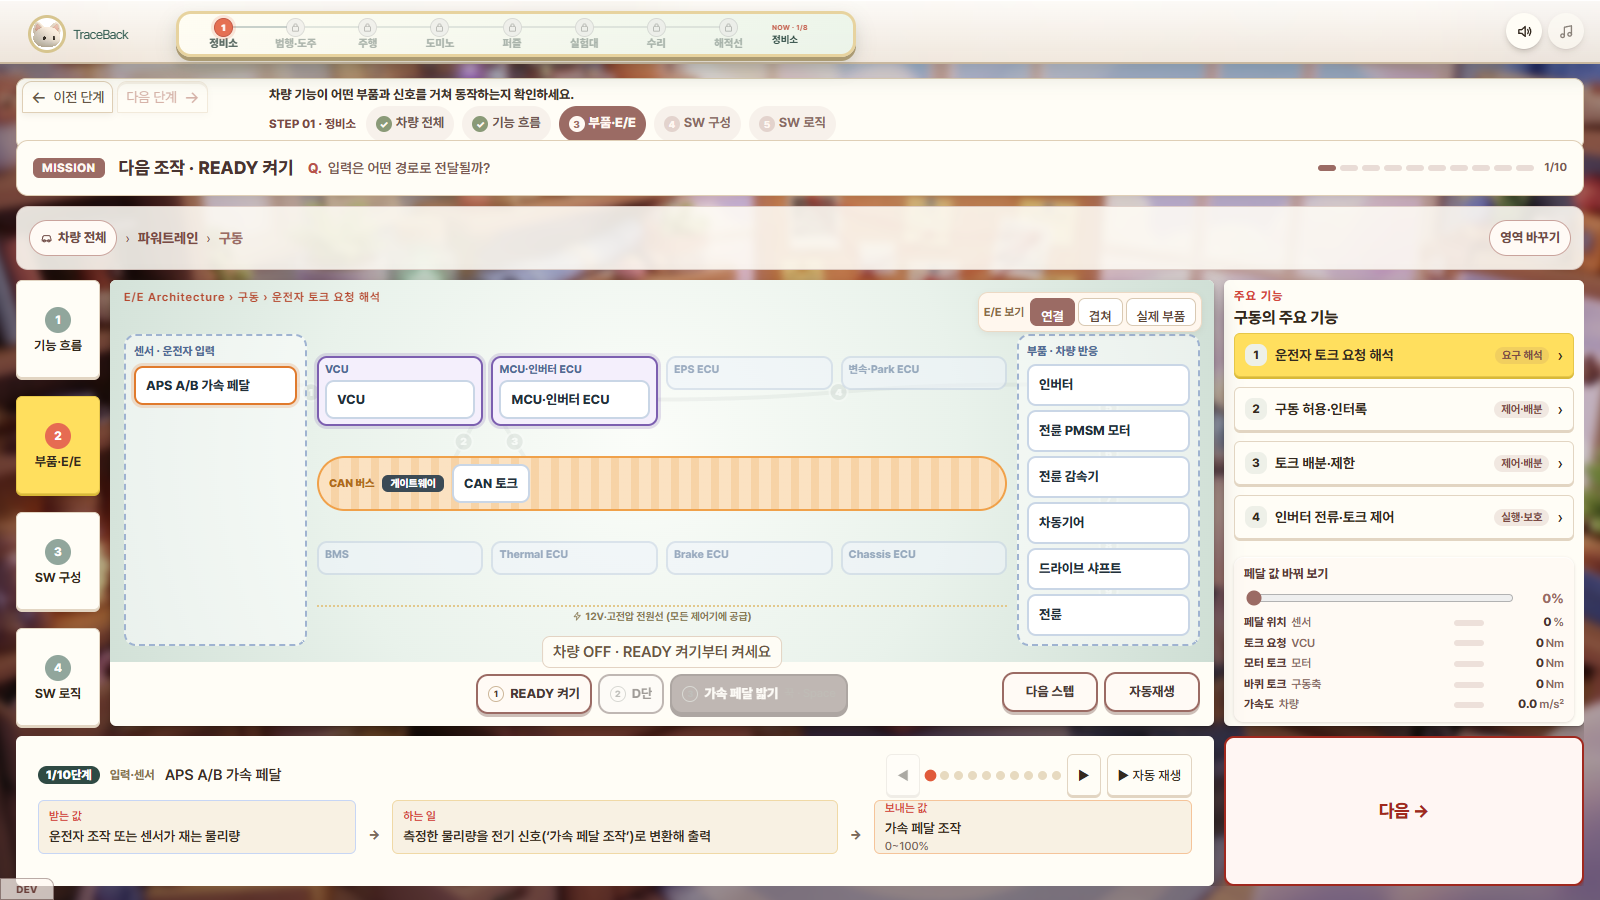 TraceBack
1
정비소
범행·도주
주행
도미노
퍼즐
실험대
수리
해적선
NOW · 1/8
정비소
← 이전 단계
다음 단계 →
차량 기능이 어떤 부품과 신호를 거쳐 동작하는지 확인하세요.
STEP 01 · 정비소
차량 전체
기능 흐름
3 부품·E/E
4 SW 구성
5 SW 로직
MISSION
다음 조작 · READY 켜기
Q. 입력은 어떤 경로로 전달될까?
1/10
차량 전체 › 파워트레인 › 구동
영역 바꾸기
1
기능 흐름
2
부품·E/E
3
SW 구성
4
SW 로직
E/E Architecture › 구동 › 운전자 토크 요청 해석
E/E 보기
연결
겹쳐
실제 부품
센서 · 운전자 입력
APS A/B 가속 페달
VCU
VCU
MCU·인버터 ECU
MCU·인버터 ECU
EPS ECU
변속·Park ECU
1
2
3
4
CAN 버스
게이트웨이
CAN 토크
BMS
Thermal ECU
Brake ECU
Chassis ECU
12V·고전압 전원선 (모든 제어기에 공급)
부품 · 차량 반응
인버터
전륜 PMSM 모터
전륜 감속기
차동기어
드라이브 샤프트
전륜
차량 OFF · READY 켜기부터 켜세요
1 READY 켜기
2 D단
가속 페달 밟기
다음 스텝
자동재생
주요 기능
구동의 주요 기능
1 운전자 토크 요청 해석 요구 해석 ›
2 구동 허용·인터록 제어·배분 ›
3 토크 배분·제한 제어·배분 ›
4 인버터 전류·토크 제어 실행·보호 ›
페달 값 바꿔 보기
0%
페달 위치 센서 0 %
토크 요청 VCU 0 Nm
모터 토크 모터 0 Nm
바퀴 토크 구동축 0 Nm
가속도 차량 0.0 m/s²
1/10단계 입력·센서 APS A/B 가속 페달
◀
▶
▶ 자동 재생
받는 값
운전자 조작 또는 센서가 재는 물리량
→
하는 일
측정한 물리량을 전기 신호(‘가속 페달 조작’)로 변환해 출력
→
보내는 값
가속 페달 조작
0~100%
다음 →
DEV